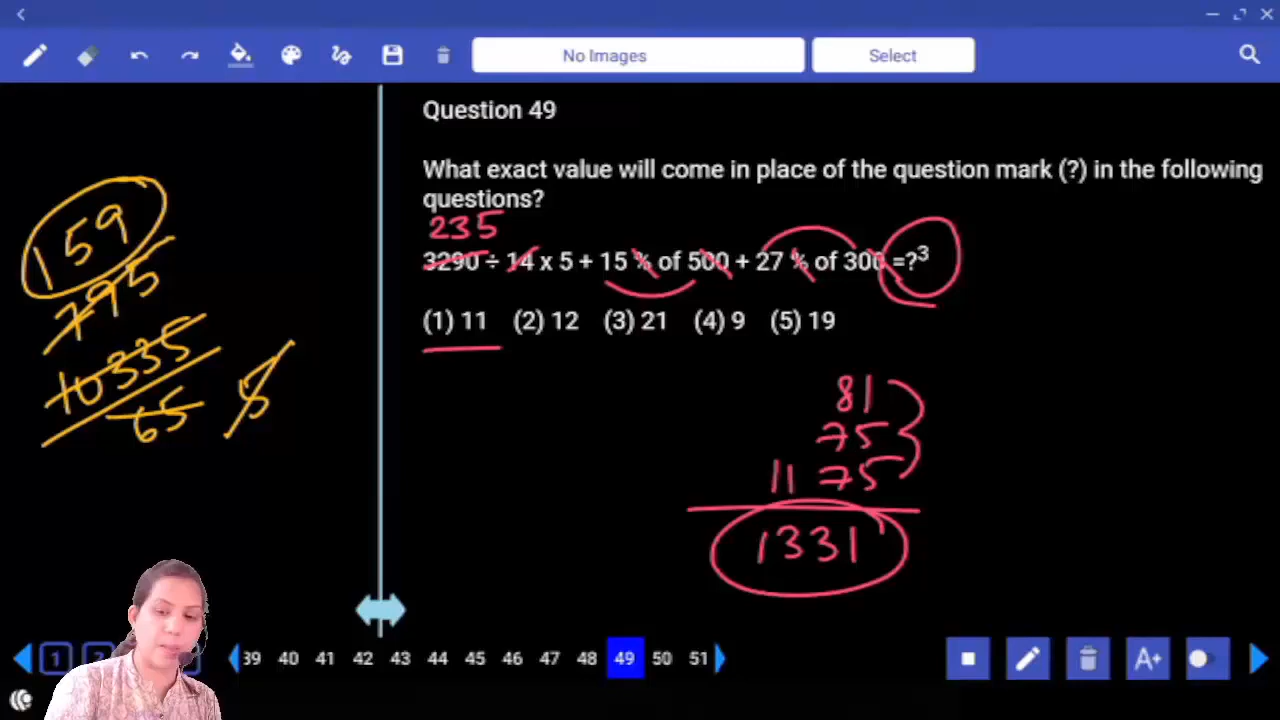 No Images
Select
Question 49
What exact value will come in place of the question mark (?) in the following
questions?
235
3290 ÷ 14 x 5 + 15 % of 500 + 27 % of 300 =?³
(1) 11 (2) 12 (3) 21 (4) 9 (5) 19
159
795
10335
65
81
75
1175
1331
1
39 40 41 42 43 44 45 46 47 48 49 50 51
A+